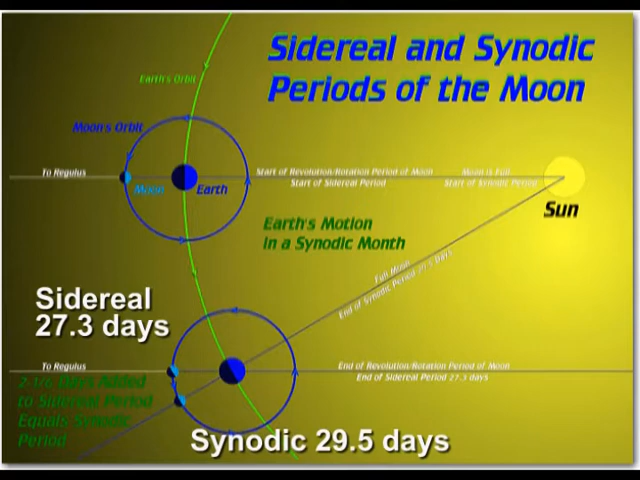 Sidereal and Synodic
Periods of the Moon
Earth's Orbit
Moon's Orbit
To Regulus
Start of Revolution/Rotation Period of Moon
Start of Sidereal Period
Moon is Full
Start of Synodic Period
Moon
Earth
Sun
Earth's Motion
in a Synodic Month
Full Moon
End of Synodic Period 29.5 Days
Sidereal
27.3 days
To Regulus
End of Revolution/Rotation Period of Moon
End of Sidereal Period 27.3 days
2-1/6 Days Added
to Sidereal Period
Equals Synodic
Period
Synodic 29.5 days